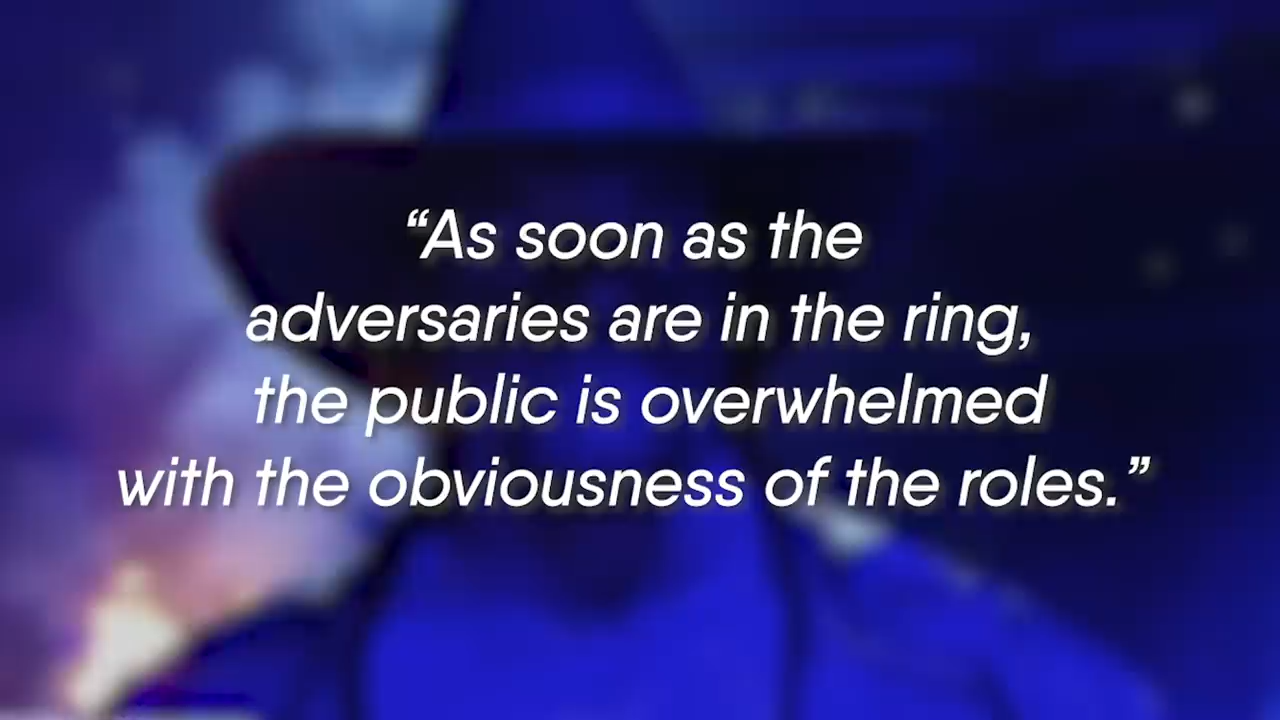 “As soon as the
adversaries are in the ring,
the public is overwhelmed
with the obviousness of the roles.”